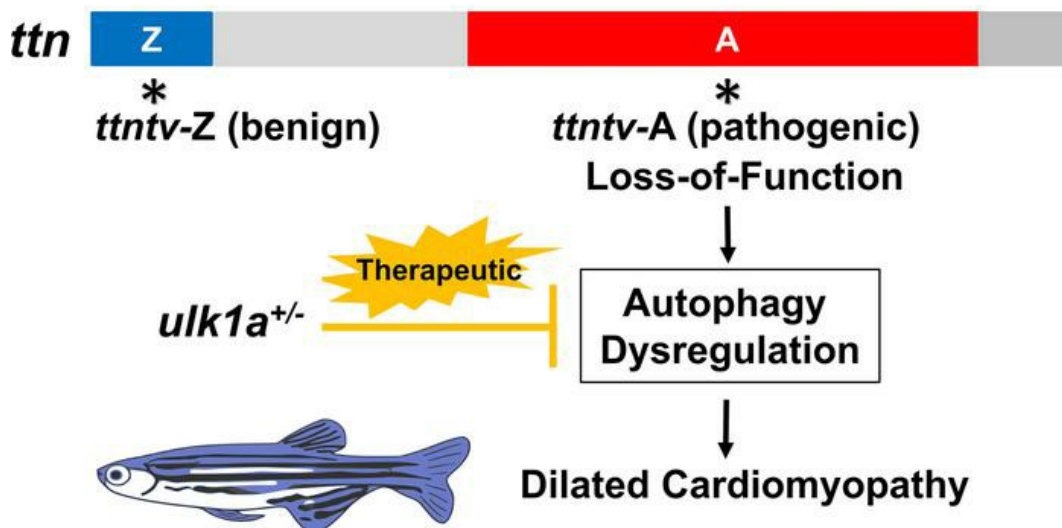 ttn Z A
* *
ttntv-Z (benign) ttntv-A (pathogenic)
Loss-of-Function
Therapeutic
ulk1a+/-
Autophagy
Dysregulation
Dilated Cardiomyopathy